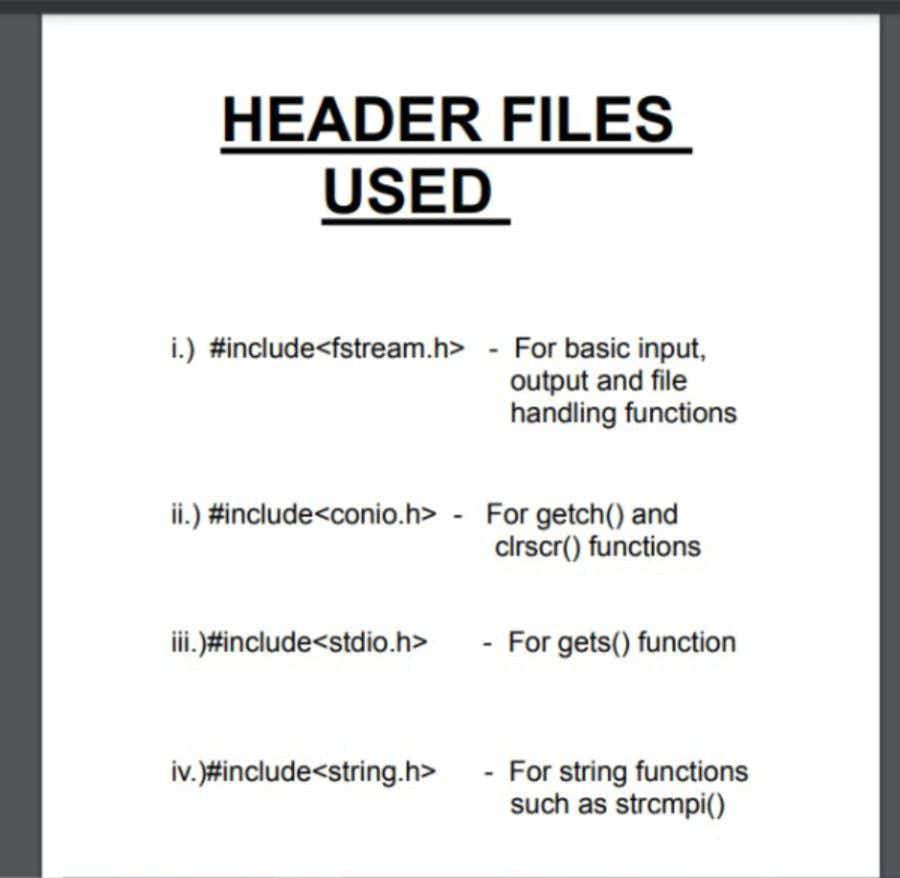 HEADER FILES
USED
i.) #include<fstream.h> - For basic input,
output and file
handling functions
ii.) #include<conio.h> - For getch() and
clrscr() functions
iii.)#include<stdio.h> - For gets() function
iv.)#include<string.h> - For string functions
such as strcmpi()